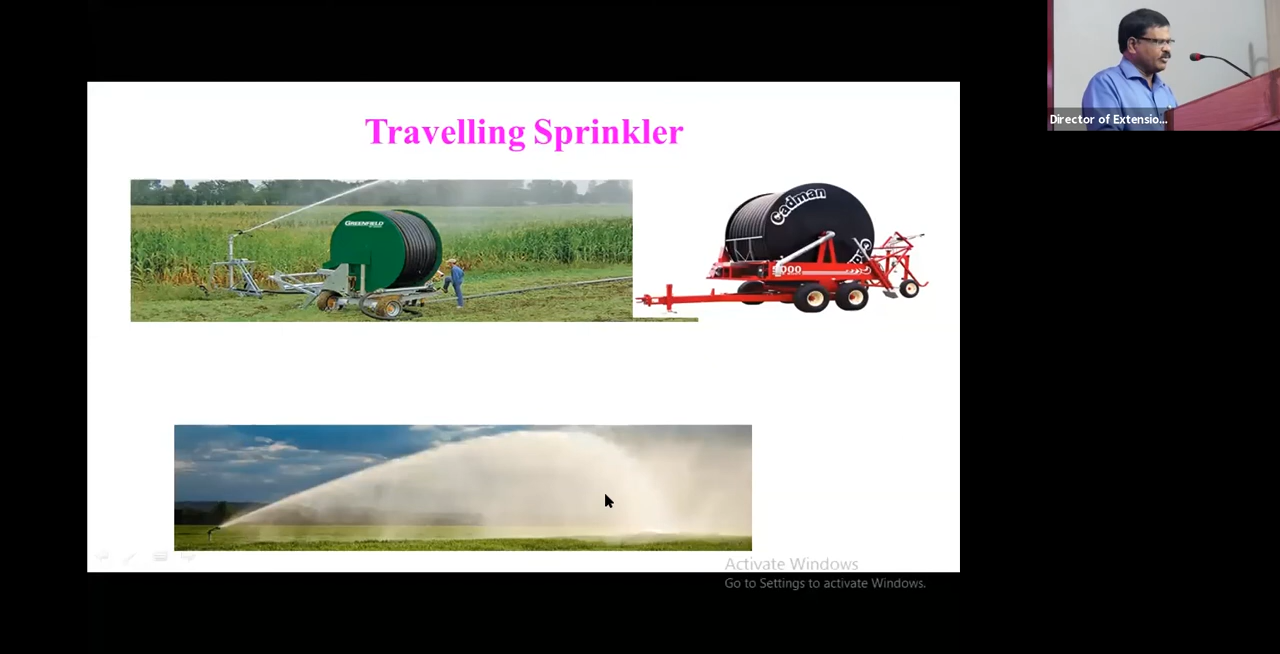 Travelling Sprinkler
GREENFIELD
Cadman
Director of Extensio...
Activate Windows
Go to Settings to activate Windows.